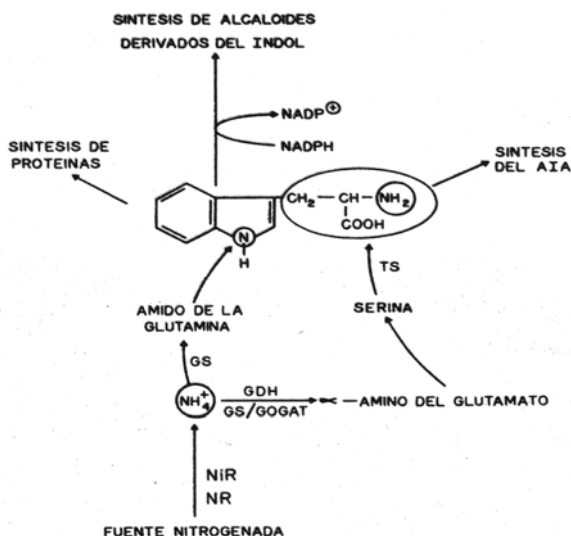 SINTESIS DE ALCALOIDES
DERIVADOS DEL INDOL
NADP⊕
NADPH
SINTESIS DE
PROTEINAS
SINTESIS
DEL AIA
CH₂ — CH — NH₂
COOH
N
H
TS
AMIDO DE LA
GLUTAMINA
SERINA
GS
NH₄⁺
GDH
GS/GOGAT
∝ —AMINO DEL GLUTAMATO
NiR
NR
FUENTE NITROGENADA